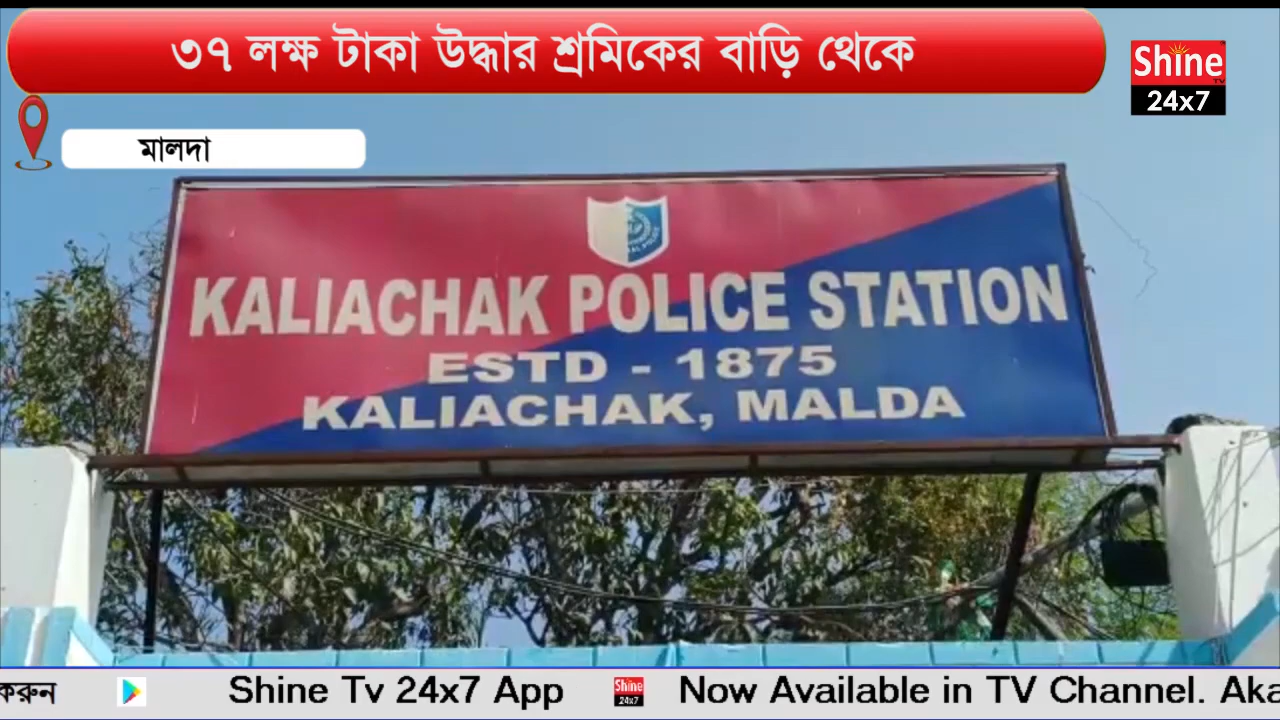 ৩৭ লক্ষ টাকা উদ্ধার শ্রমিকের বাড়ি থেকে
Shine TV
24x7
মালদা
KALIACHAK POLICE STATION
ESTD - 1875
KALIACHAK, MALDA
করুন Shine Tv 24x7 App Shine 24x7 Now Available in TV Channel. Aka